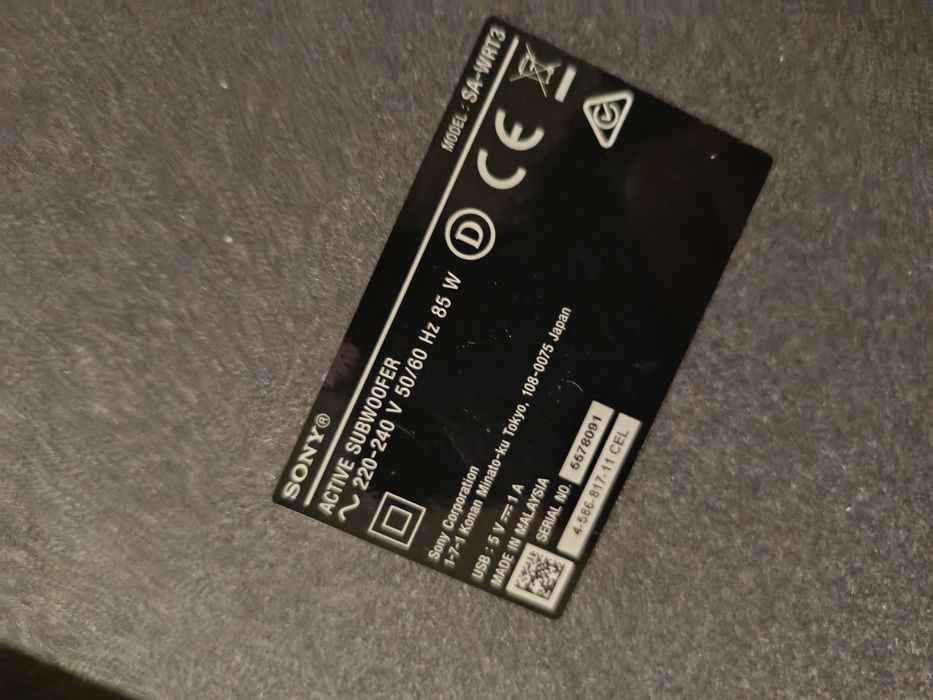 SONY®
MODEL : SA-WRT3
ACTIVE SUBWOOFER
220-240 V 50/60 Hz 85 W
D
CE
Sony Corporation
1-7-1 Konan Minato-ku Tokyo, 108-0075 Japan
USB : 5 V ⎓ 1 A
MADE IN MALAYSIA
SERIAL NO. 5578091
4-586-817-11 CEL